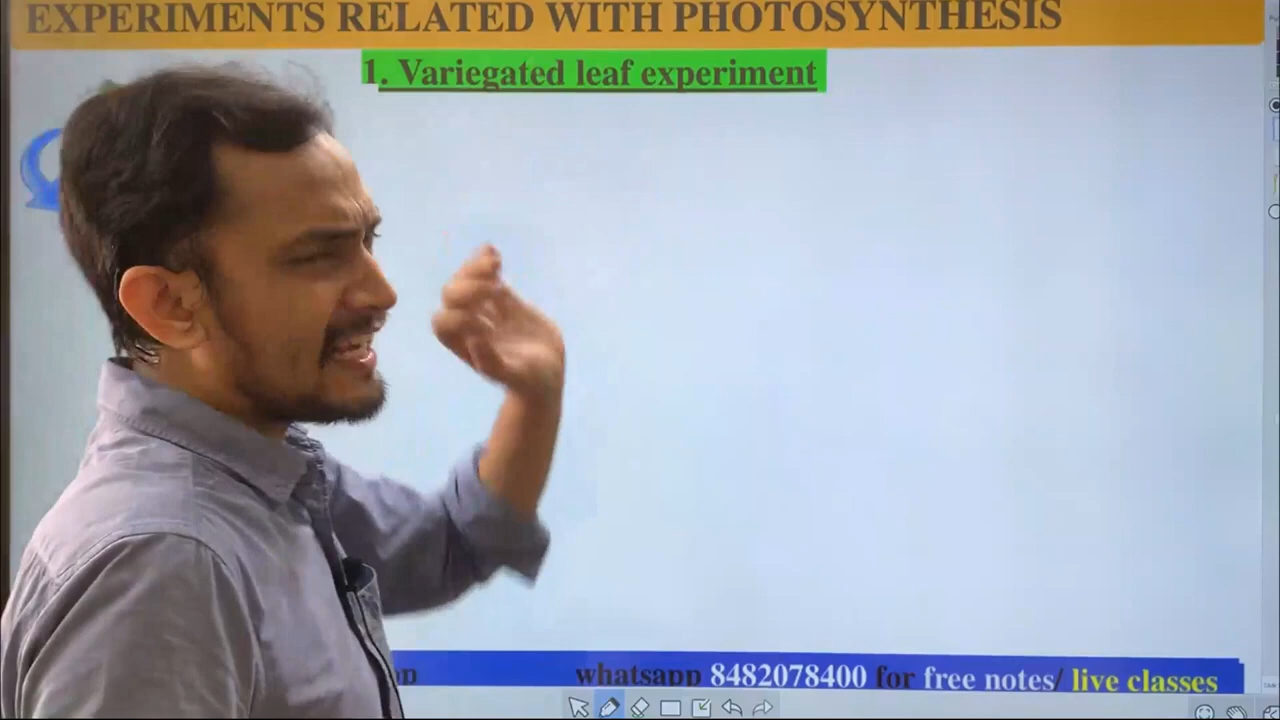 EXPERIMENTS RELATED WITH PHOTOSYNTHESIS
1. Variegated leaf experiment
whatsapp 8482078400 for free notes/ live classes